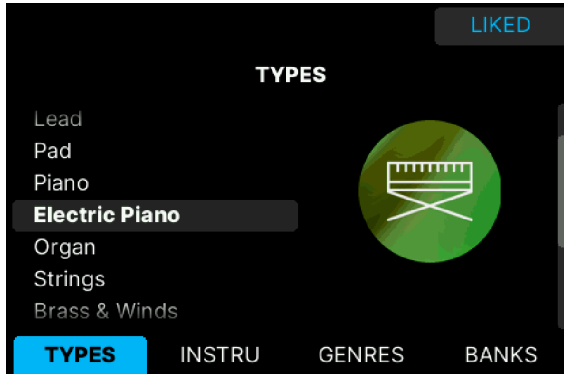 LIKED
TYPES
Lead
Pad
Piano
Electric Piano
Organ
Strings
Brass & Winds
TYPES INSTRU GENRES BANKS